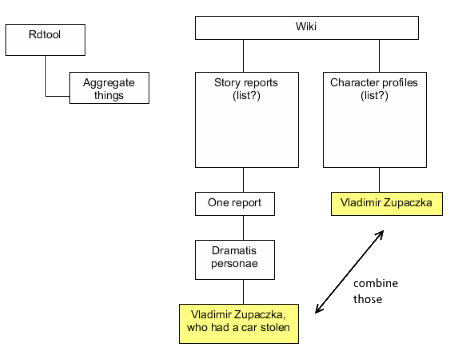 Rdtool
Aggregate
things
Wiki
Story reports
(list?)
Character profiles
(list?)
One report
Vladimir Zupaczka
Dramatis
personae
Vladimir Zupaczka,
who had a car stolen
combine
those